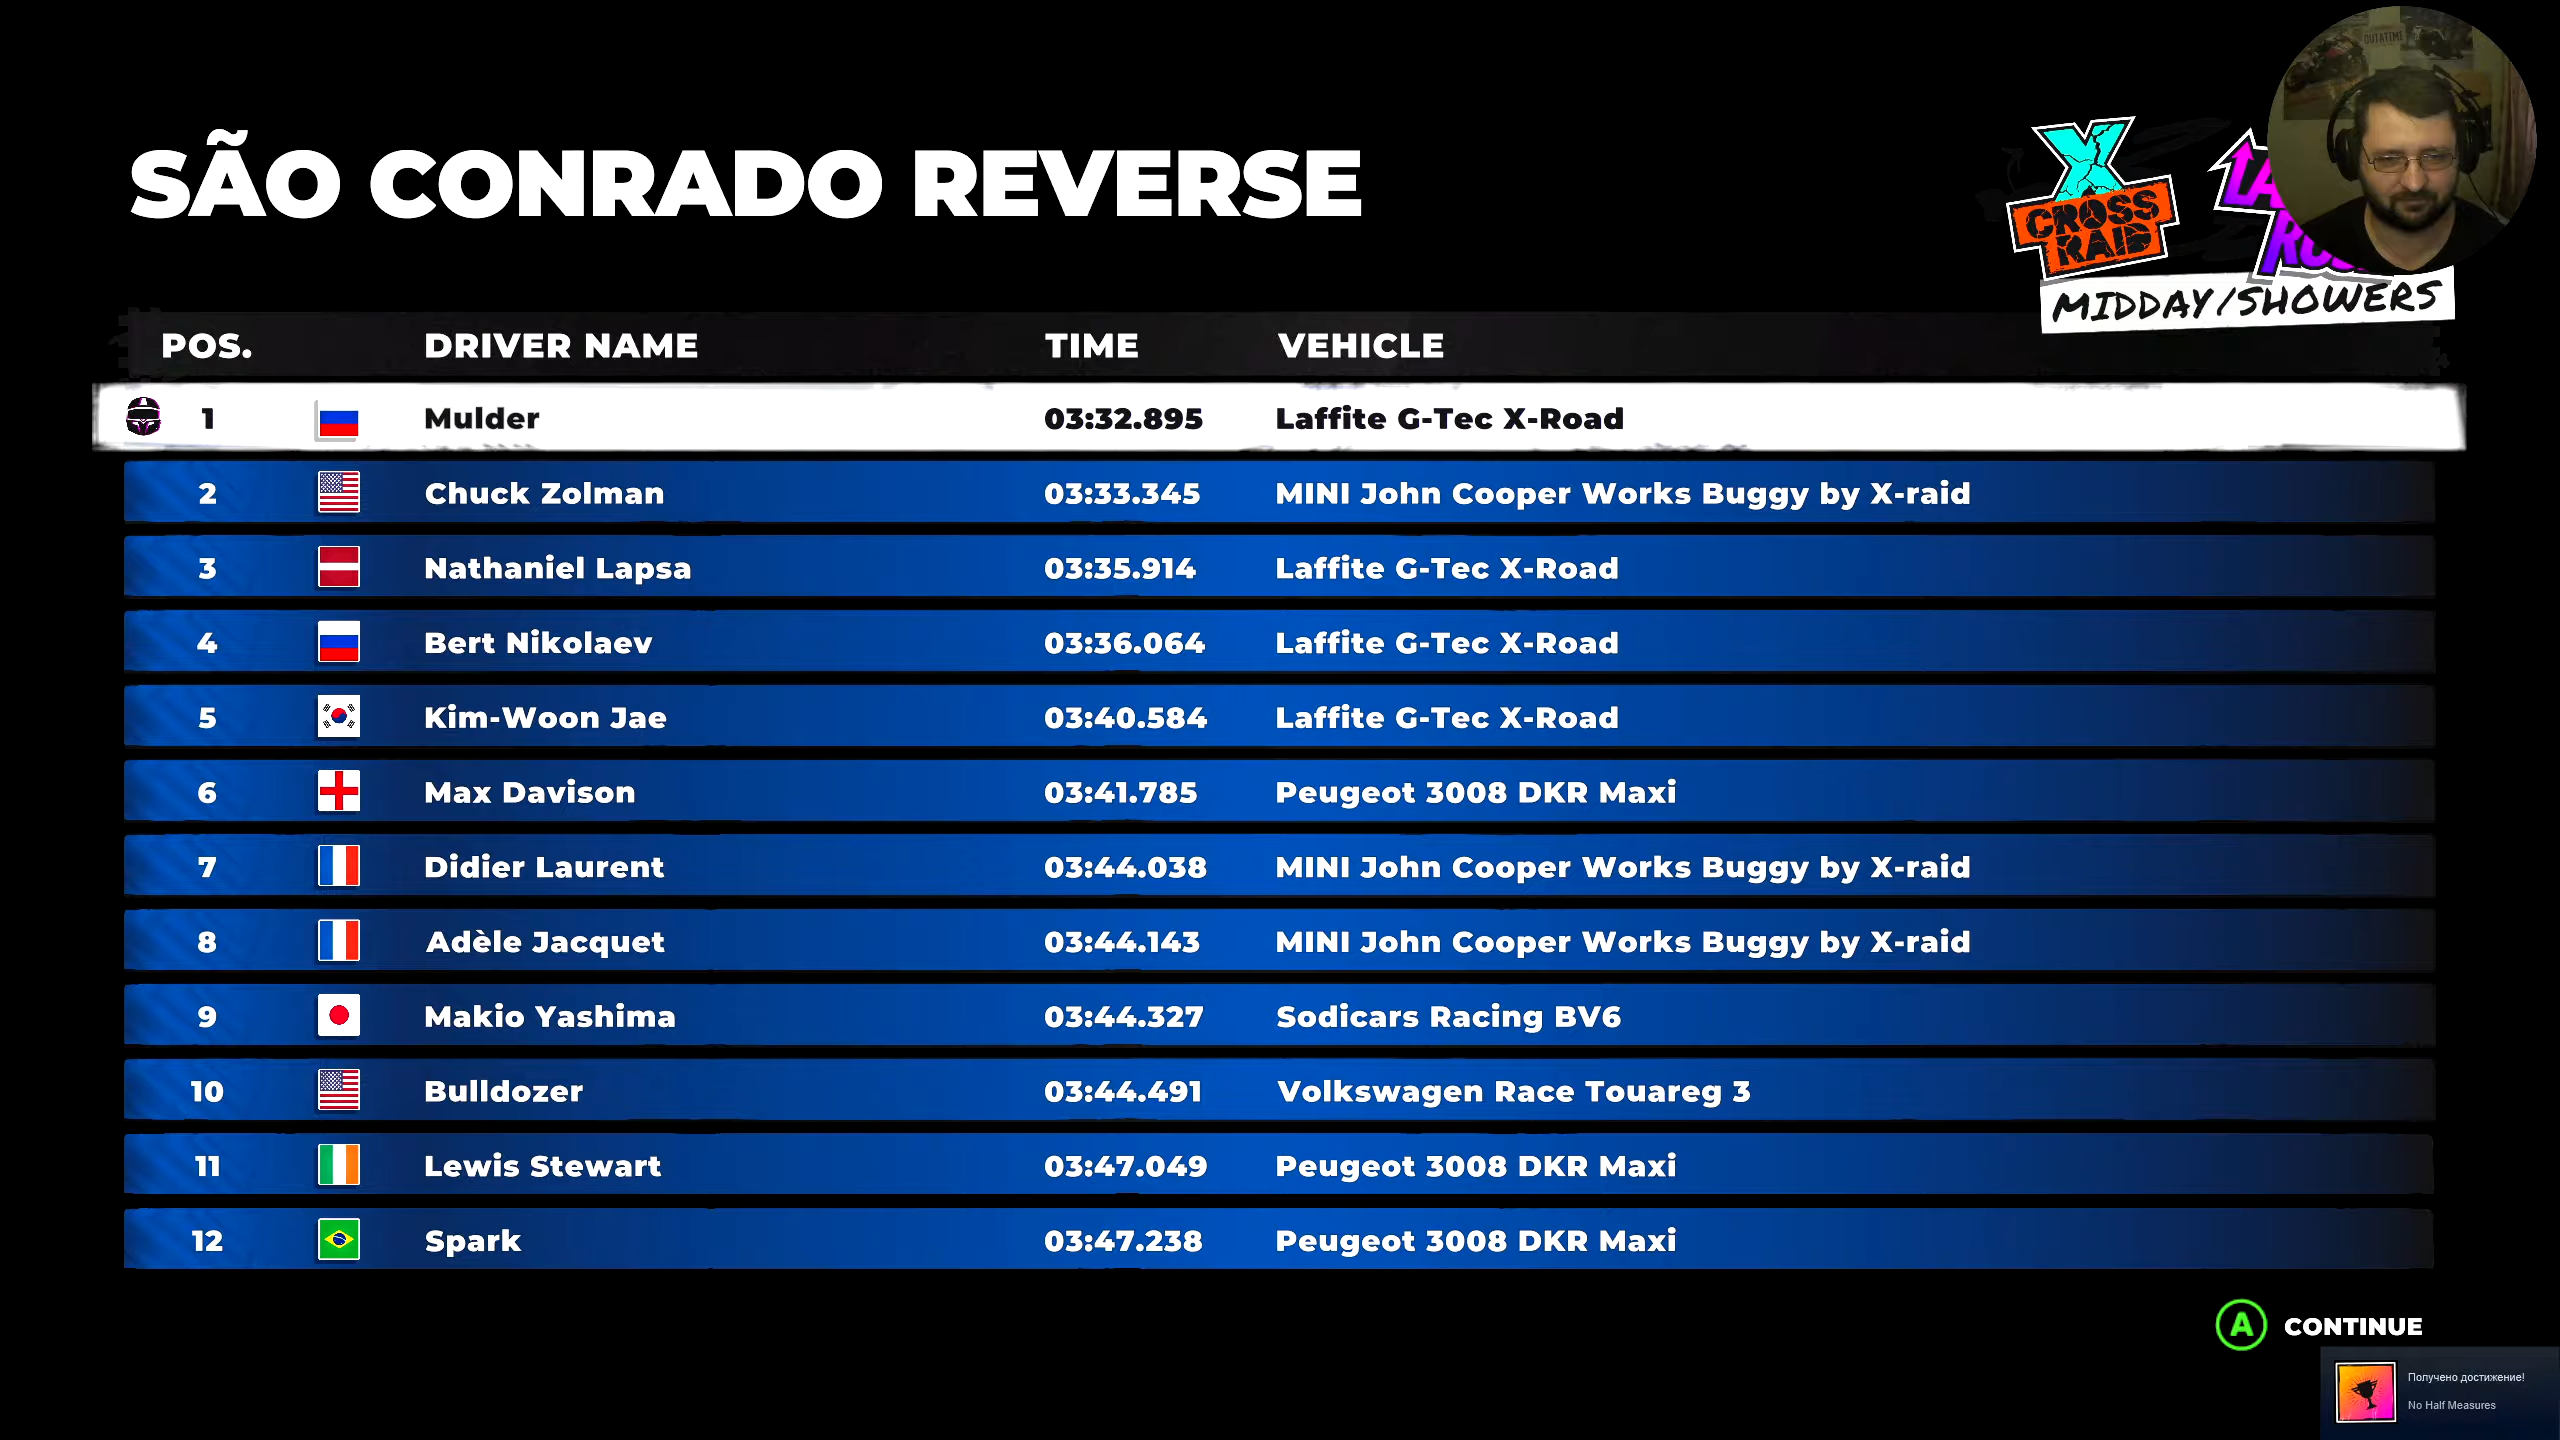 OUTATIME
SÃO CONRADO REVERSE
X
CROSS
RAID
MIDDAY/SHOWERS
POS. DRIVER NAME TIME VEHICLE
1 Mulder 03:32.895 Laffite G-Tec X-Road
2 Chuck Zolman 03:33.345 MINI John Cooper Works Buggy by X-raid
3 Nathaniel Lapsa 03:35.914 Laffite G-Tec X-Road
4 Bert Nikolaev 03:36.064 Laffite G-Tec X-Road
5 Kim-Woon Jae 03:40.584 Laffite G-Tec X-Road
6 Max Davison 03:41.785 Peugeot 3008 DKR Maxi
7 Didier Laurent 03:44.038 MINI John Cooper Works Buggy by X-raid
8 Adèle Jacquet 03:44.143 MINI John Cooper Works Buggy by X-raid
9 Makio Yashima 03:44.327 Sodicars Racing BV6
10 Bulldozer 03:44.491 Volkswagen Race Touareg 3
11 Lewis Stewart 03:47.049 Peugeot 3008 DKR Maxi
12 Spark 03:47.238 Peugeot 3008 DKR Maxi
A CONTINUE
Получено достижение!
No Half Measures